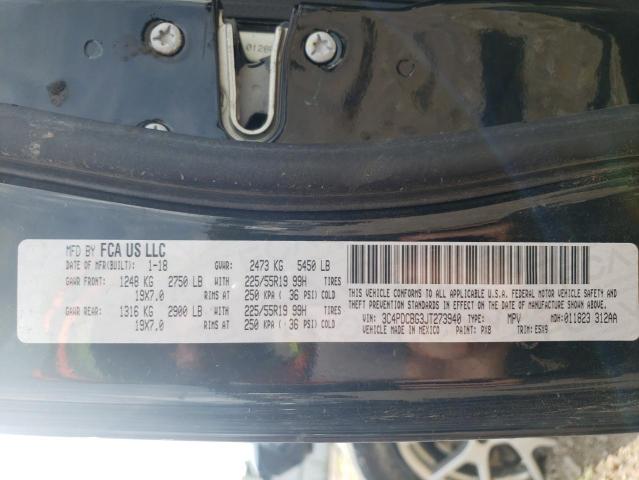 0126
MFD BY FCA US LLC
DATE OF MFR(BUILT): 1-18 GVWR: 2473 KG 5450 LB
GAWR FRONT: 1248 KG 2750 LB WITH 225/55R19 99H TIRES
19X7.0 RIMS AT 250 KPA ( 36 PSI) COLD
GAWR REAR: 1316 KG 2900 LB WITH 225/55R19 99H TIRES
19X7.0 RIMS AT 250 KPA ( 36 PSI) COLD
THIS VEHICLE CONFORMS TO ALL APPLICABLE U.S.A. FEDERAL MOTOR VEHICLE SAFETY
AND THEFT PREVENTION STANDARDS IN EFFECT ON THE DATE OF MANUFACTURE SHOWN ABOVE.
VIN: 3C4PDCBG3JT273940 TYPE: MPV MDH: 011823 312AA
VEHICLE MADE IN MEXICO PAINT: PX8 TRIM: E5X9